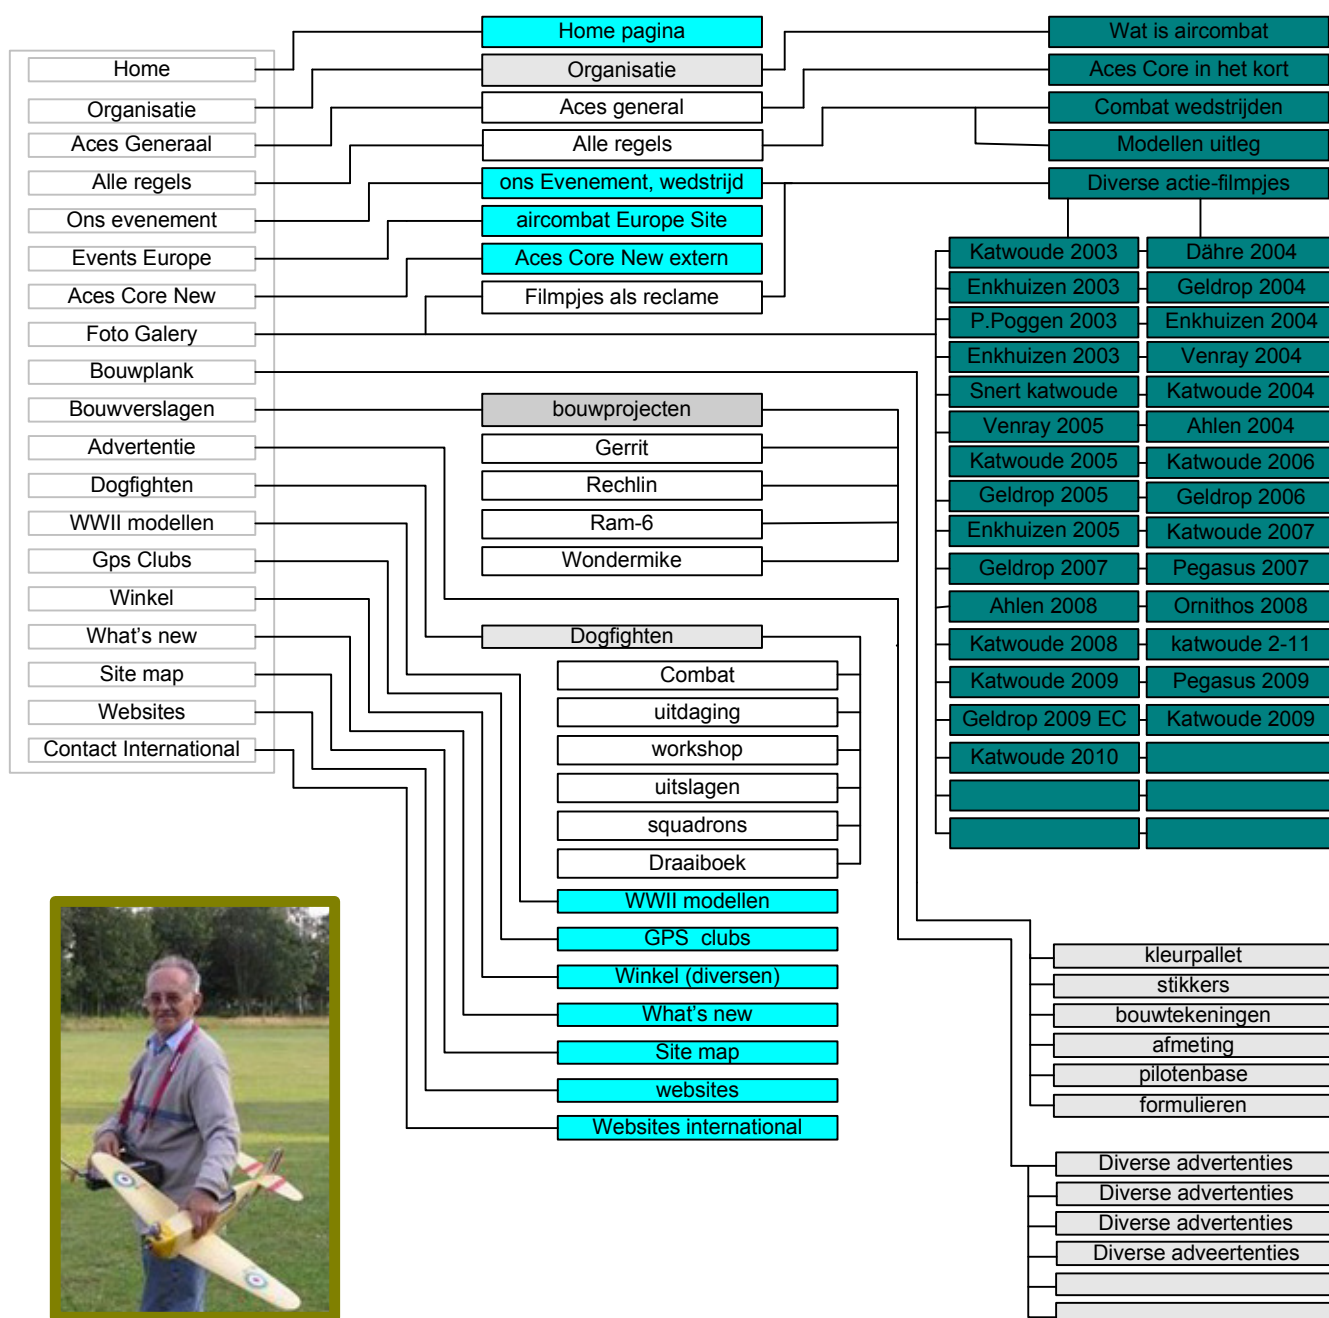 Home
Organisatie
Aces Generaal
Alle regels
Ons evenement
Events Europe
Aces Core New
Foto Galery
Bouwplank
Bouwverslagen
Advertentie
Dogfighten
WWII modellen
Gps Clubs
Winkel
What's new
Site map
Websites
Contact International
Home pagina
Organisatie
Aces general
Alle regels
ons Evenement, wedstrijd
aircombat Europe Site
Aces Core New extern
Filmpjes als reclame
bouwprojecten
Gerrit
Rechlin
Ram-6
Wondermike
Dogfighten
Combat
uitdaging
workshop
uitslagen
squadrons
Draaiboek
WWII modellen
GPS clubs
Winkel (diversen)
What's new
Site map
websites
Websites international
Wat is aircombat
Aces Core in het kort
Combat wedstrijden
Modellen uitleg
Diverse actie-filmpjes
Katwoude 2003
Enkhuizen 2003
P.Poggen 2003
Enkhuizen 2003
Snert katwoude
Venray 2005
Katwoude 2005
Geldrop 2005
Enkhuizen 2005
Geldrop 2007
Ahlen 2008
Katwoude 2008
Katwoude 2009
Geldrop 2009 EC
Katwoude 2010
Dähre 2004
Geldrop 2004
Enkhuizen 2004
Venray 2004
Katwoude 2004
Ahlen 2004
Katwoude 2006
Geldrop 2006
Katwoude 2007
Pegasus 2007
Ornithos 2008
katwoude 2-11
Pegasus 2009
Katwoude 2009
kleurpallet
stikkers
bouwtekeningen
afmeting
pilotenbase
formulieren
Diverse advertenties
Diverse advertenties
Diverse advertenties
Diverse adveertenties